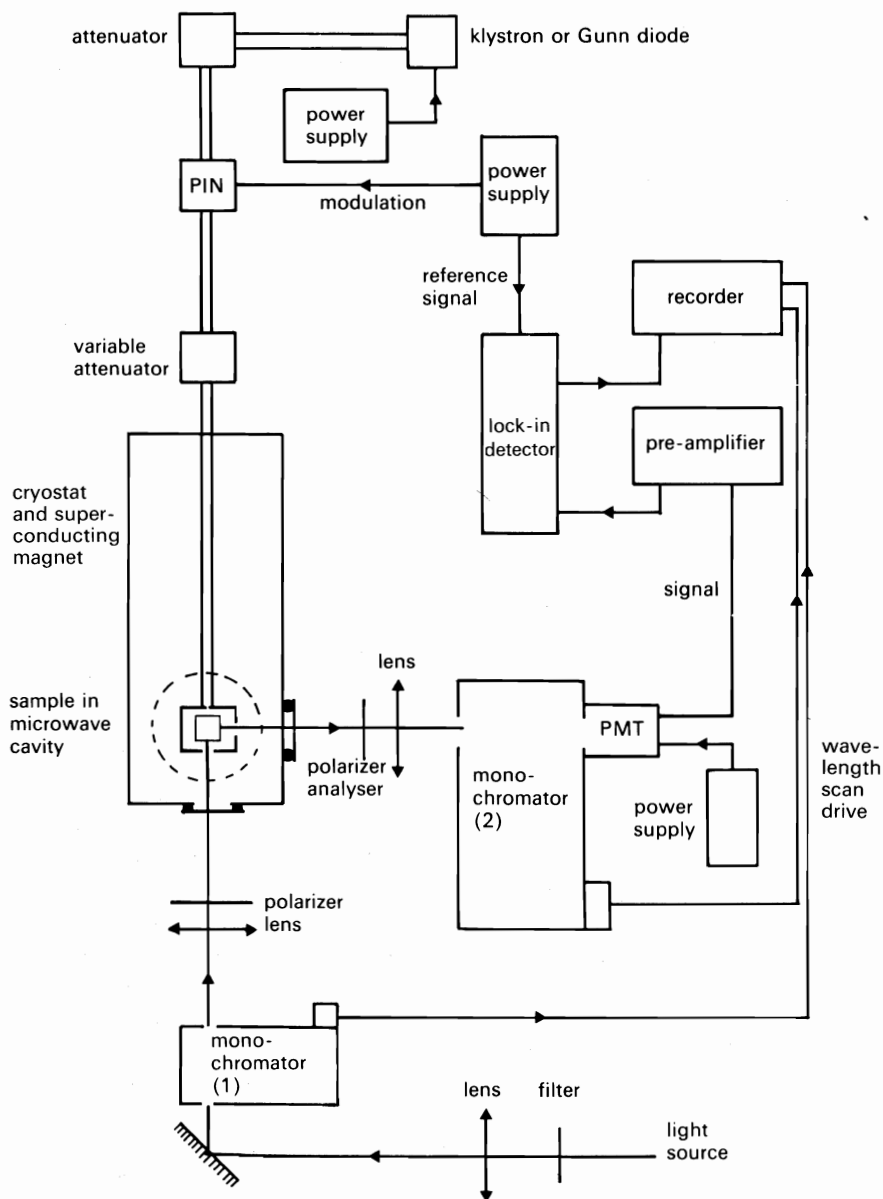 attenuator
klystron or Gunn diode
power
supply
PIN
power
supply
modulation
reference
signal
recorder
variable
attenuator
lock-in
detector
pre-amplifier
cryostat
and super-
conducting
magnet
signal
lens
sample in
microwave
cavity
PMT
polarizer
analyser
mono-
chromator
(2)
power
supply
wave-
length
scan
drive
polarizer
lens
mono-
chromator
(1)
lens
filter
light
source